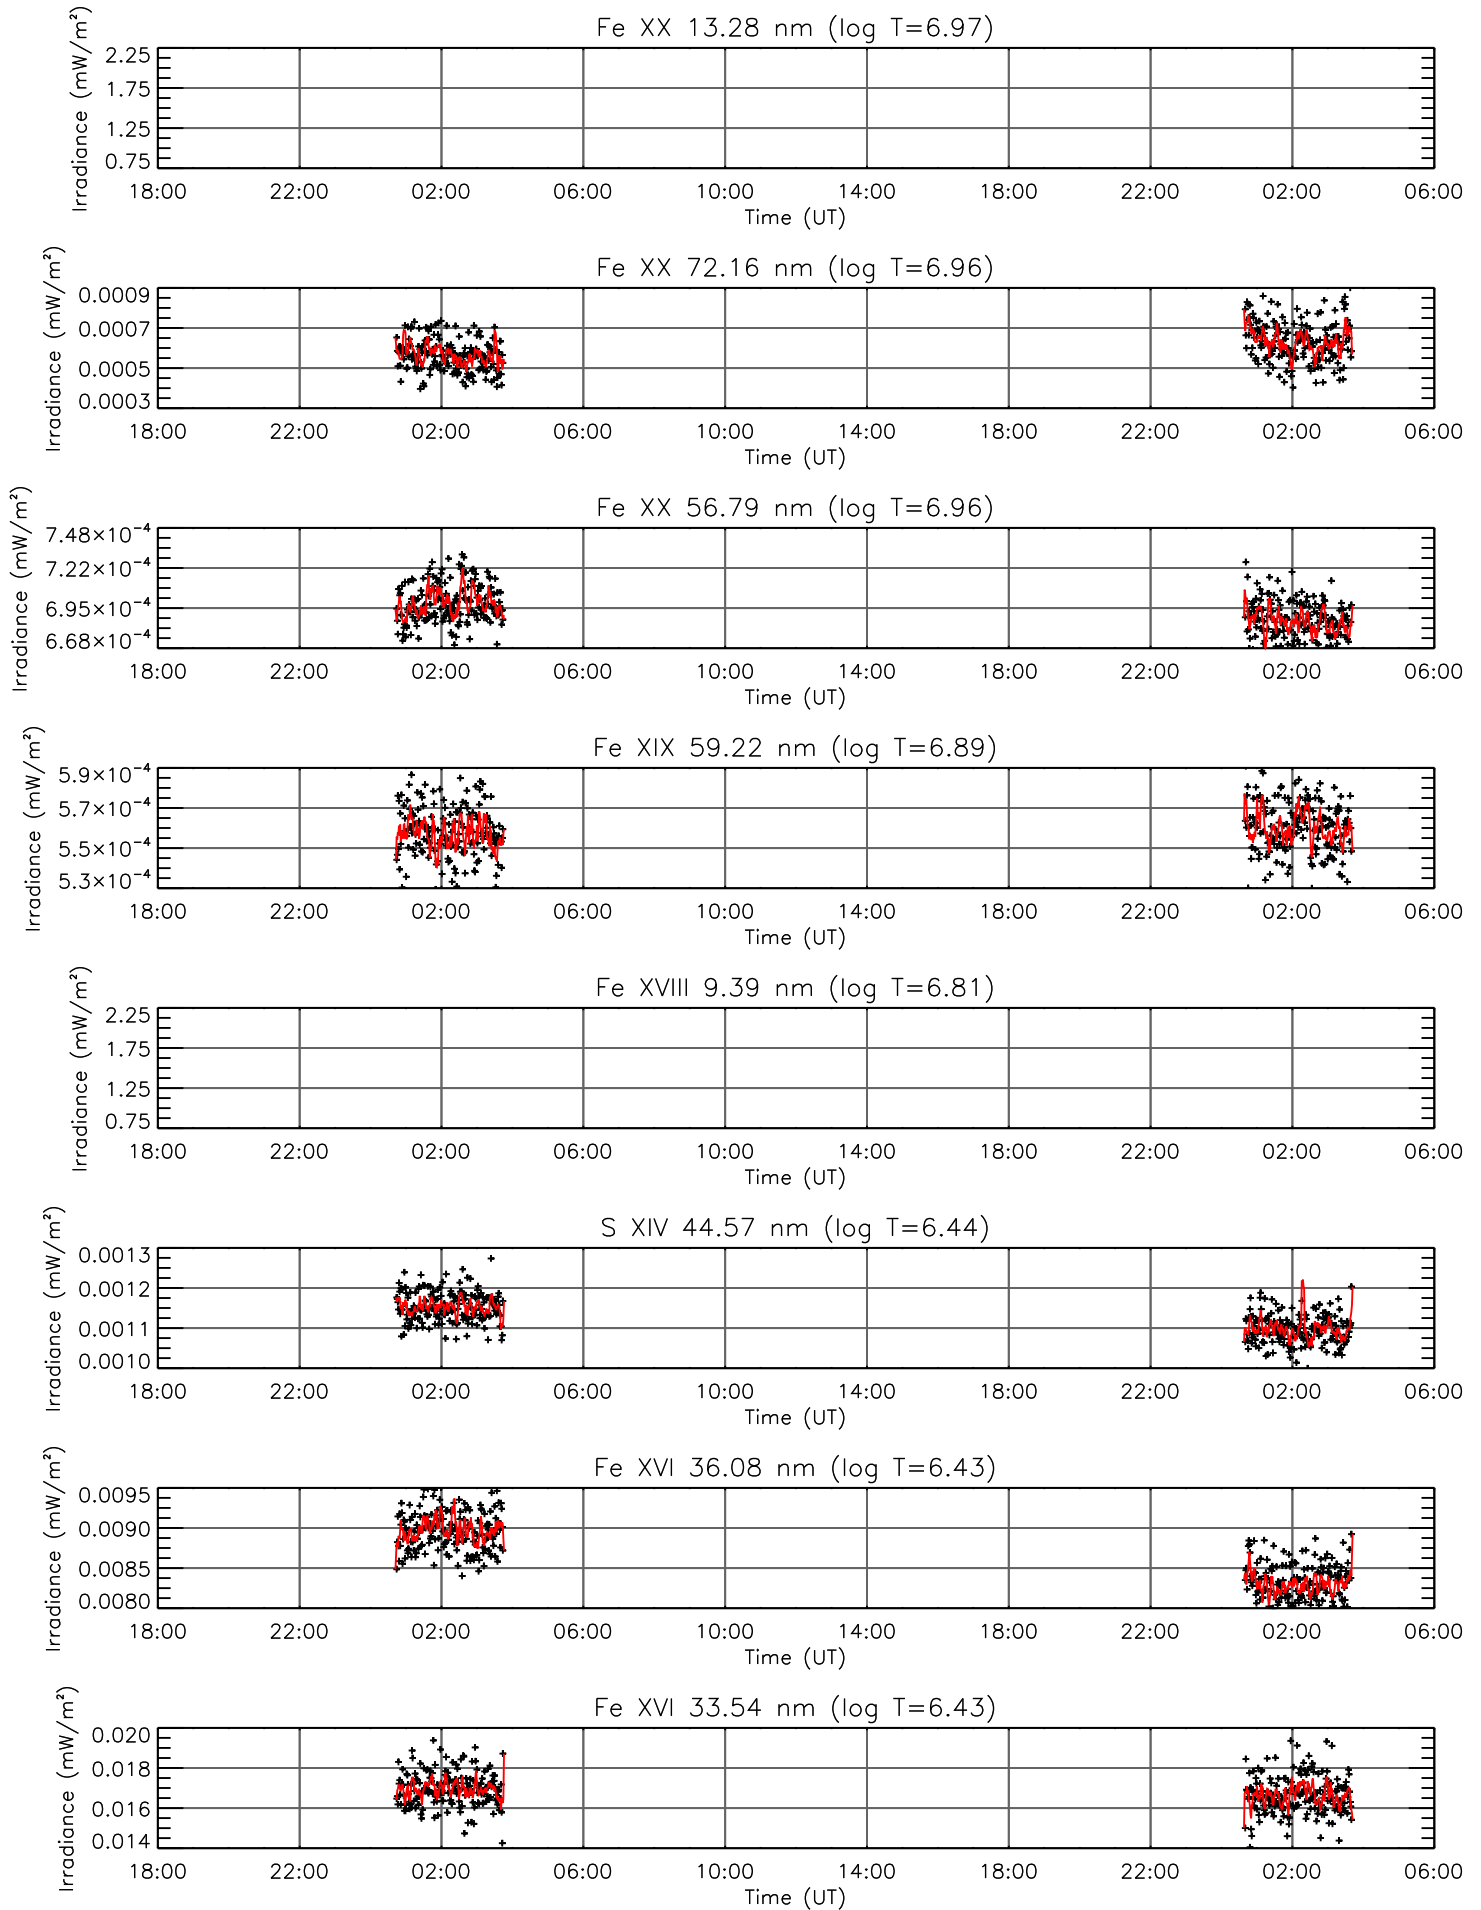 Fe XX 13.28 nm (log T=6.97)
Irradiance (mW/m²)
2.25
1.75
1.25
0.75
18:00 22:00 02:00 06:00 10:00 14:00 18:00 22:00 02:00 06:00
Time (UT)
Fe XX 72.16 nm (log T=6.96)
Irradiance (mW/m²)
0.0009
0.0007
0.0005
0.0003
18:00 22:00 02:00 06:00 10:00 14:00 18:00 22:00 02:00 06:00
Time (UT)
Fe XX 56.79 nm (log T=6.96)
Irradiance (mW/m²)
7.48×10⁻⁴
7.22×10⁻⁴
6.95×10⁻⁴
6.68×10⁻⁴
18:00 22:00 02:00 06:00 10:00 14:00 18:00 22:00 02:00 06:00
Time (UT)
Fe XIX 59.22 nm (log T=6.89)
Irradiance (mW/m²)
5.9×10⁻⁴
5.7×10⁻⁴
5.5×10⁻⁴
5.3×10⁻⁴
18:00 22:00 02:00 06:00 10:00 14:00 18:00 22:00 02:00 06:00
Time (UT)
Fe XVIII 9.39 nm (log T=6.81)
Irradiance (mW/m²)
2.25
1.75
1.25
0.75
18:00 22:00 02:00 06:00 10:00 14:00 18:00 22:00 02:00 06:00
Time (UT)
S XIV 44.57 nm (log T=6.44)
Irradiance (mW/m²)
0.0013
0.0012
0.0011
0.0010
18:00 22:00 02:00 06:00 10:00 14:00 18:00 22:00 02:00 06:00
Time (UT)
Fe XVI 36.08 nm (log T=6.43)
Irradiance (mW/m²)
0.0095
0.0090
0.0085
0.0080
18:00 22:00 02:00 06:00 10:00 14:00 18:00 22:00 02:00 06:00
Time (UT)
Fe XVI 33.54 nm (log T=6.43)
Irradiance (mW/m²)
0.020
0.018
0.016
0.014
18:00 22:00 02:00 06:00 10:00 14:00 18:00 22:00 02:00 06:00
Time (UT)